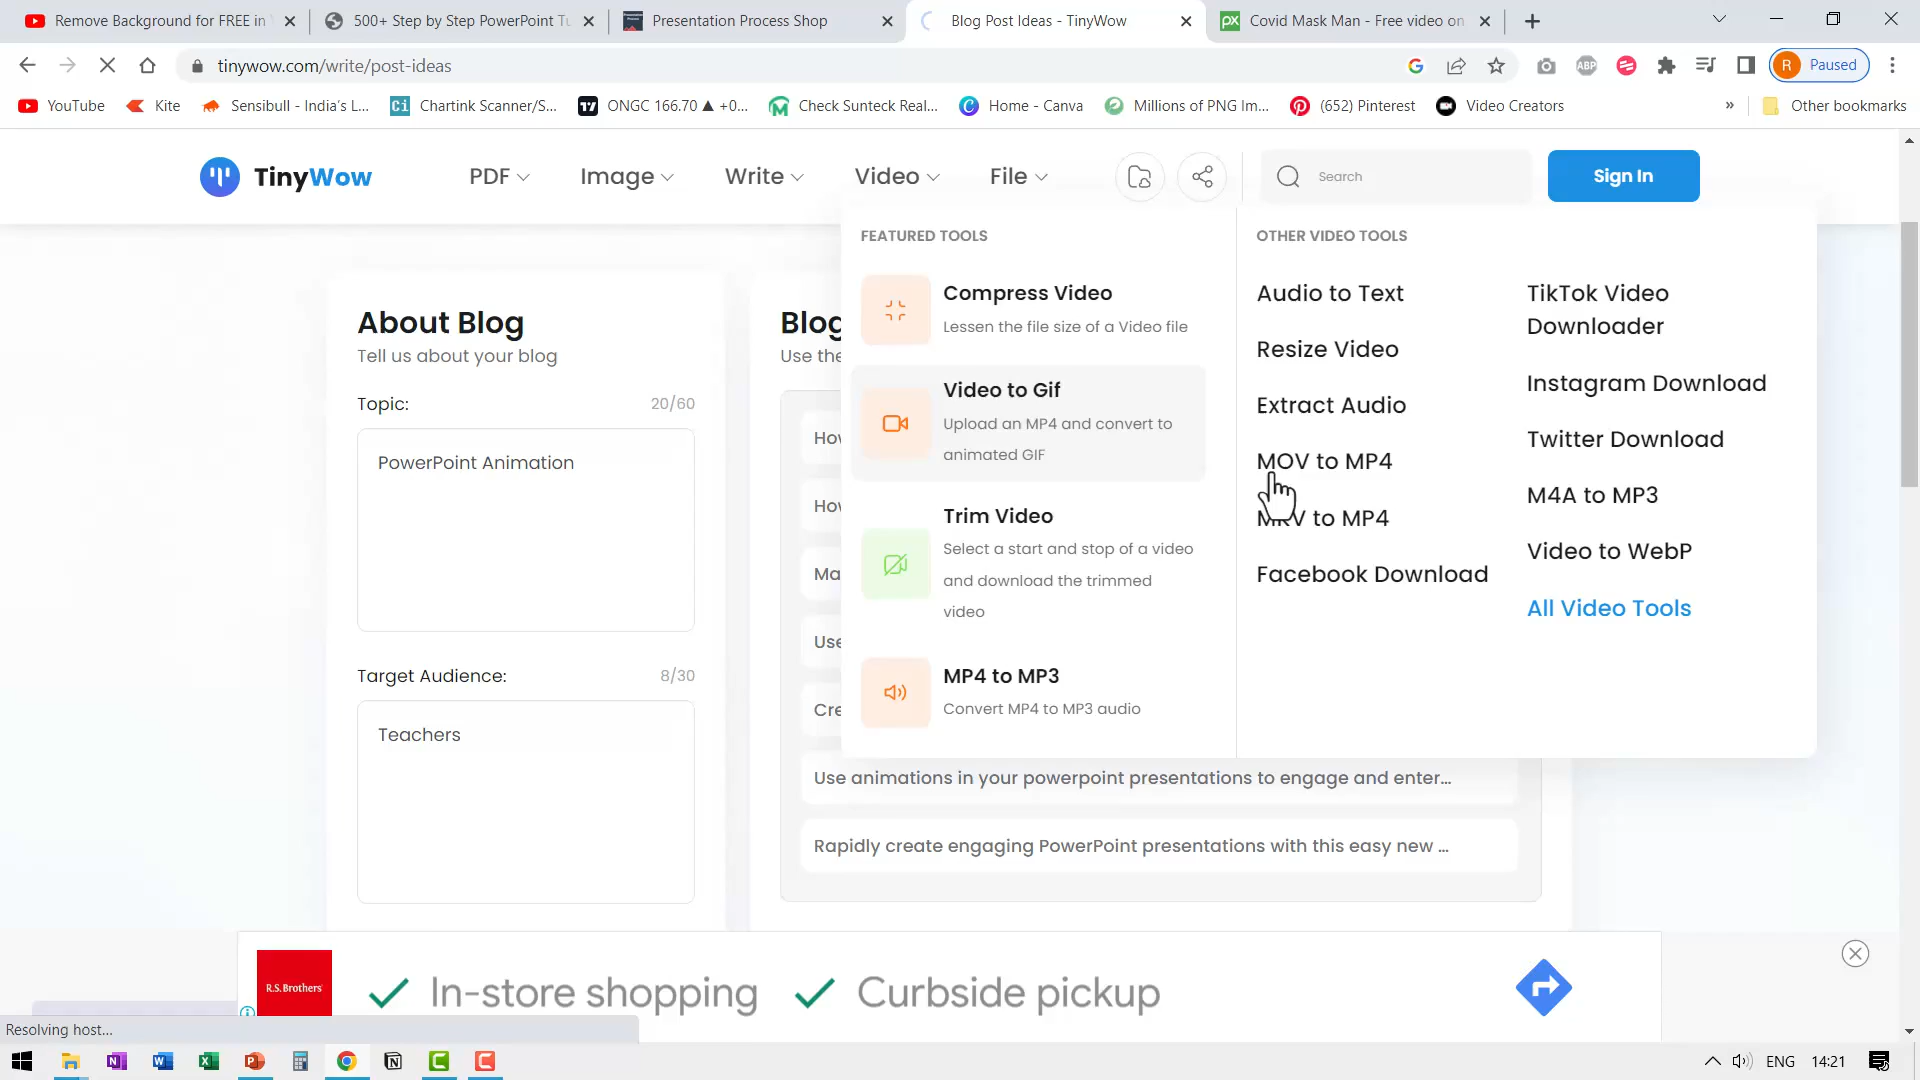 Remove Background for FREE in
500+ Step by Step PowerPoint Tu
Presentation Process Shop
Blog Post Ideas - TinyWow
px
Covid Mask Man - Free video on
tinywow.com/write/post-ideas
ABP
R
Paused
YouTube
Kite
Sensibull - India's L...
Chartink Scanner/S...
ONGC 166.70 ▲ +0...
Check Sunteck Real...
Home - Canva
Millions of PNG Im...
(652) Pinterest
Video Creators
»
Other bookmarks
TinyWow
PDF
Image
Write
Video
File
Search
Sign In
FEATURED TOOLS
Compress Video
Lessen the file size of a Video file
Video to Gif
Upload an MP4 and convert to
animated GIF
Trim Video
Select a start and stop of a video
and download the trimmed
video
MP4 to MP3
Convert MP4 to MP3 audio
OTHER VIDEO TOOLS
Audio to Text
Resize Video
Extract Audio
MOV to MP4
MKV to MP4
Facebook Download
TikTok Video
Downloader
Instagram Download
Twitter Download
M4A to MP3
Video to WebP
All Video Tools
About Blog
Tell us about your blog
Topic:
20/60
PowerPoint Animation
Target Audience:
8/30
Teachers
Blog
Use the
How
How
Ma
Use
Cre
Use animations in your powerpoint presentations to engage and enter...
Rapidly create engaging PowerPoint presentations with this easy new ...
R.S.Brothers
In-store shopping
Curbside pickup
Resolving host...
ENG
14:21